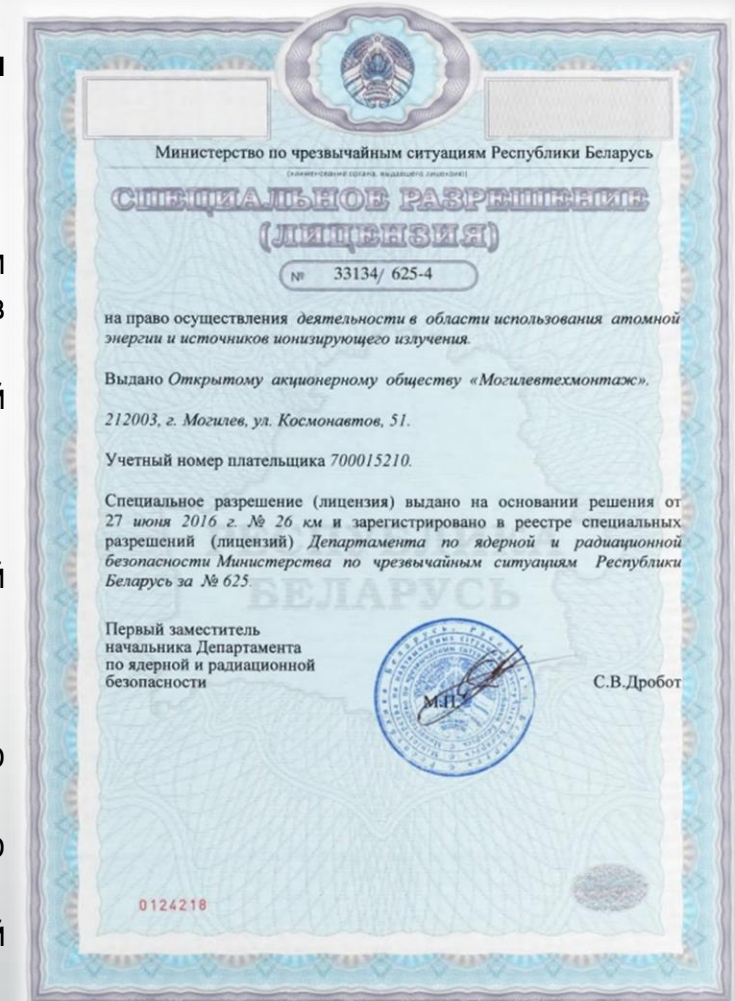 Министерство по чрезвычайным ситуациям Республики Беларусь
(наименование органа, выдавшего лицензию)
СПЕЦИАЛЬНОЕ РАЗРЕШЕНИЕ
(ЛИЦЕНЗИЯ)
№ 33134/ 625-4
на право осуществления деятельности в области использования атомной
энергии и источников ионизирующего излучения.
Выдано Открытому акционерному обществу «Могилевтехмонтаж».
212003, г. Могилев, ул. Космонавтов, 51.
Учетный номер плательщика 700015210.
Специальное разрешение (лицензия) выдано на основании решения от
27 июня 2016 г. № 26 км и зарегистрировано в реестре специальных
разрешений (лицензий) Департамента по ядерной и радиационной
безопасности Министерства по чрезвычайным ситуациям Республики
Беларусь за № 625.
БЕЛАРУСЬ
Первый заместитель
начальника Департамента
по ядерной и радиационной
безопасности
М.П.
С.В.Дробот
0124218